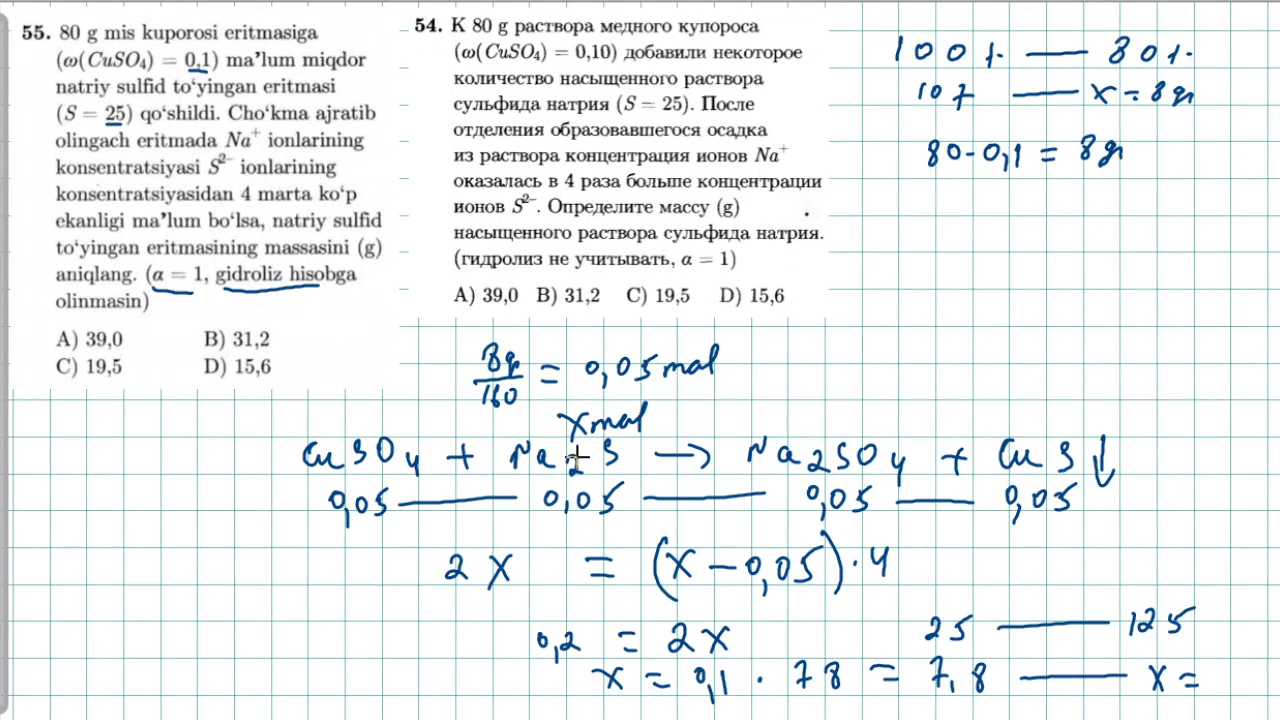 55. 80 g mis kuporosi eritmasiga
(ω(CuSO₄) = 0,1) ma’lum miqdor
natriy sulfid to‘yingan eritmasi
(S = 25) qo‘shildi. Cho‘kma ajratib
olingach eritmada Na⁺ ionlarining
konsentratsiyasi S²⁻ ionlarining
konsentratsiyasidan 4 marta ko‘p
ekanligi ma’lum bo‘lsa, natriy sulfid
to‘yingan eritmasining massasini (g)
aniqlang. (α = 1, gidroliz hisobga
olinmasin)
A) 39,0 B) 31,2
C) 19,5 D) 15,6
54. К 80 g раствора медного купороса
(ω(CuSO₄) = 0,10) добавили некоторое
количество насыщенного раствора
сульфида натрия (S = 25). После
отделения образовавшегося осадка
из раствора концентрация ионов Na⁺
оказалась в 4 раза больше концентрации
ионов S²⁻. Определите массу (g)
насыщенного раствора сульфида натрия.
(гидролиз не учитывать, α = 1)
A) 39,0 B) 31,2 C) 19,5 D) 15,6
100% — 80%
107 — x = 8gr
80 · 0,1 = 8gr
8gr/160 = 0,05 mol
x mol
CuSO₄ + Na₂S → Na₂SO₄ + CuS↓
0,05 — 0,05 — 0,05 — 0,05
2x = (x – 0,05) · 4
0,2 = 2x
25 — 125
x = 0,1 · 78 = 7,8 — x =